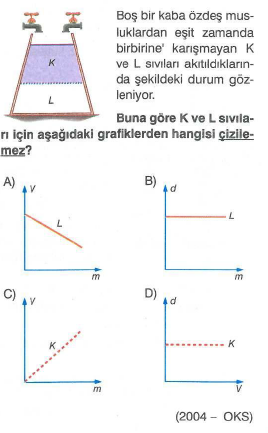 Boş bir kaba özdeş mus-
luklardan eşit zamanda
birbirine' karışmayan K
ve L sıvıları akıtıldıkların-
da şekildeki durum göz-
leniyor.
K
L
Buna göre K ve L sıvıla-
rı için aşağıdaki grafiklerden hangisi çizile-
mez?
A) V L m
B) d L m
C) V K m
D) d K V
(2004 – OKS)